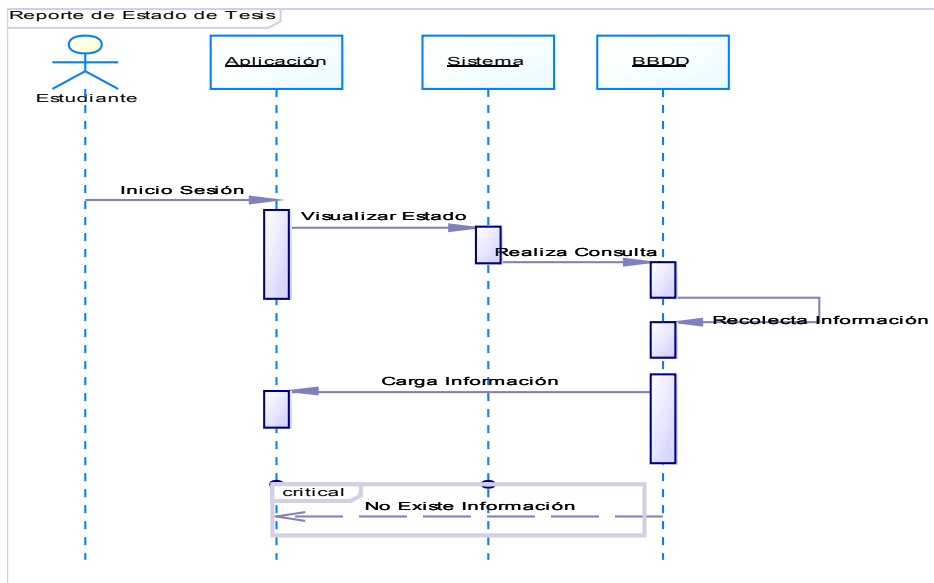 Reporte de Estado de Tesis
Aplicación
Sistema
BBDD
Estudiante
Inicio Sesión
Visualizar Estado
Realiza Consulta
Recolecta Información
Carga Información
critical
No Existe Información